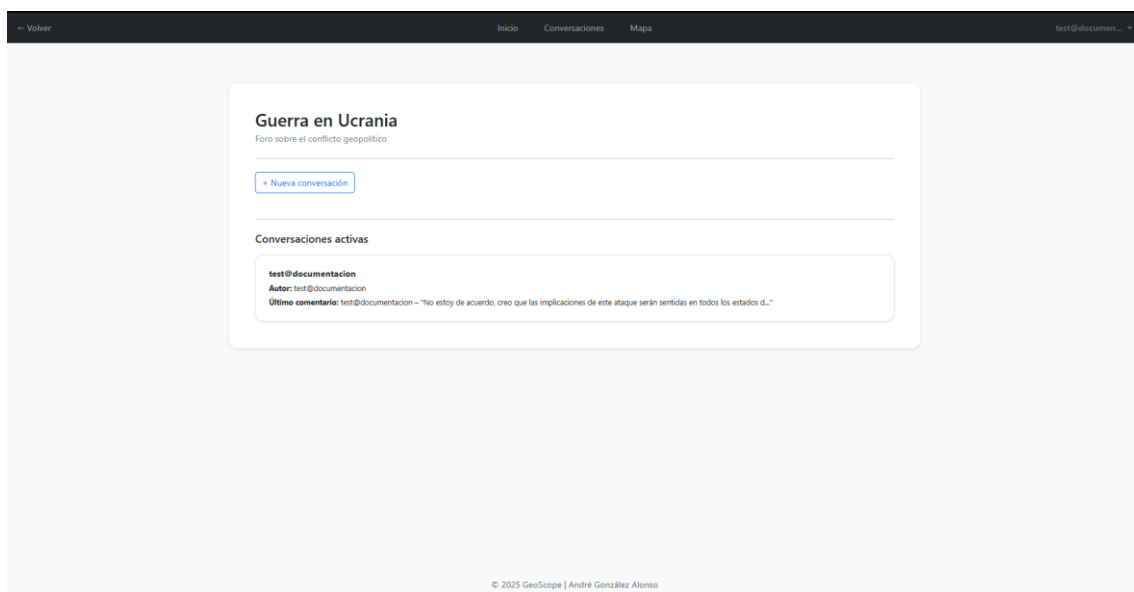 ← Volver Inicio Conversaciones Mapa test@documen...
Guerra en Ucrania
Foro sobre el conflicto geopolítico
+ Nueva conversación
Conversaciones activas
test@documentacion
Autor: test@documentacion
Último comentario: test@documentacion – "No estoy de acuerdo, creo que las implicaciones de este ataque serán sentidas en todos los estados d..."
© 2025 GeoScope | André González Alonso